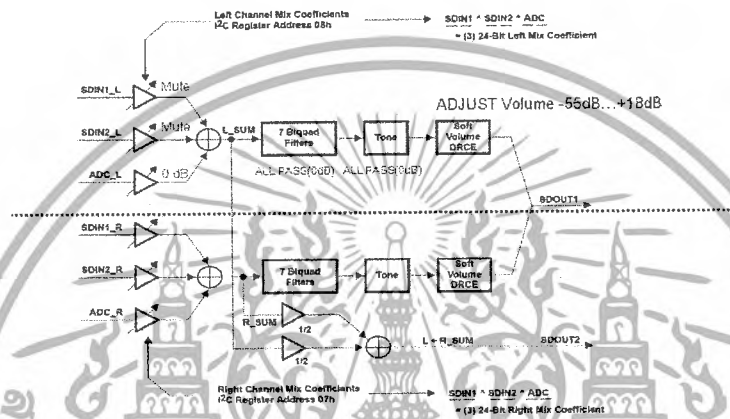 Left Channel Mix Coefficients
I²C Register Address 08h
SDIN1 ^ SDIN2 ^ ADC
= (3) 24-Bit Left Mix Coefficient
SDIN1_L
Mute
ADJUST Volume -55dB...+18dB
SDIN2_L
Mute
L_SUM
7 Biquad
Filters
Tone
Soft
Volume
DRCE
ADC_L
0 dB
ALL PASS(0dB)
ALL PASS(0dB)
SDOUT1
SDIN1_R
SDIN2_R
7 Biquad
Filters
Tone
Soft
Volume
DRCE
ADC_R
R_SUM
1/2
L + R_SUM
SDOUT2
1/2
Right Channel Mix Coefficients
I²C Register Address 07h
SDIN1 ^ SDIN2 ^ ADC
= (3) 24-Bit Right Mix Coefficient